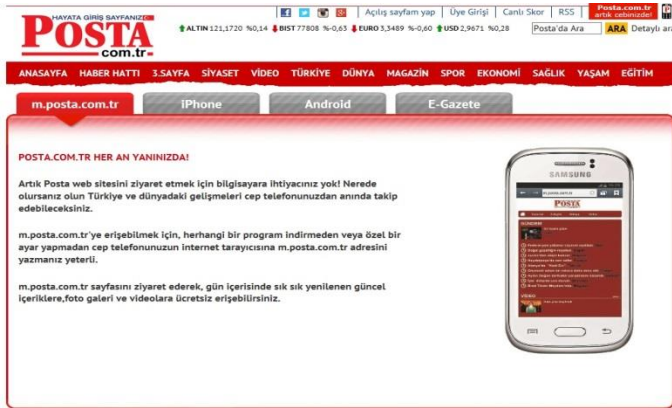 HAYATA GİRİŞ SAYFANIZ
POSTA
com.tr
Açılış sayfam yap | Üye Girişi | Canlı Skor | RSS
Posta.com.tr
artık cebinizde!
ALTIN 121,1720 %0,14 BIST 77808 %-0,63 EURO 3,3489 %-0,60 USD 2,9671 %0,28
Posta'da Ara ARA Detaylı ara
ANASAYFA HABER HATTI 3.SAYFA SİYASET VİDEO TÜRKİYE DÜNYA MAGAZİN SPOR EKONOMİ SAĞLIK YAŞAM EĞİTİM
m.posta.com.tr iPhone Android E-Gazete
POSTA.COM.TR HER AN YANINIZDA!
Artık Posta web sitesini ziyaret etmek için bilgisayara ihtiyacınız yok! Nerede
olursanız olun Türkiye ve dünyadaki gelişmeleri cep telefonunuzdan anında takip
edebileceksiniz.
m.posta.com.tr'ye erişebilmek için, herhangi bir program indirmeden veya özel bir
ayar yapmadan cep telefonunuzun internet tarayıcısına m.posta.com.tr adresini
yazmanız yeterli.
m.posta.com.tr sayfasını ziyaret ederek, gün içerisinde sık sık yenilenen güncel
içeriklere,foto galeri ve videolara ücretsiz erişebilirsiniz.
SAMSUNG
POSTA
GÜNDEM
VİDEO